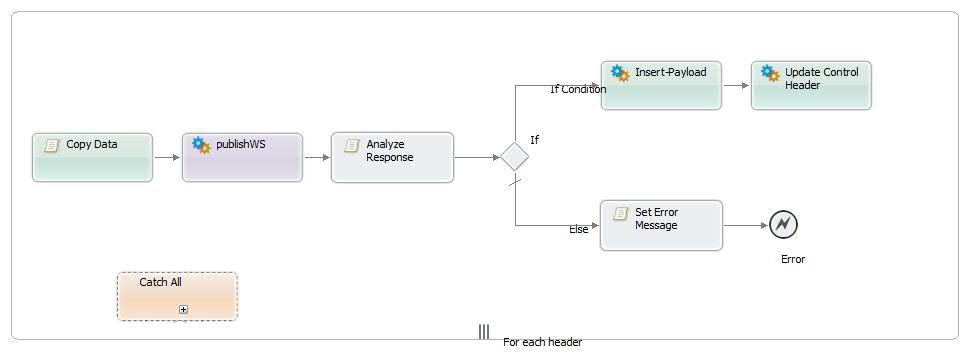 Insert-Payload
Update Control
Header
If Condition
Copy Data
publishWS
Analyze
Response
If
Set Error
Message
Else
Error
Catch All
For each header